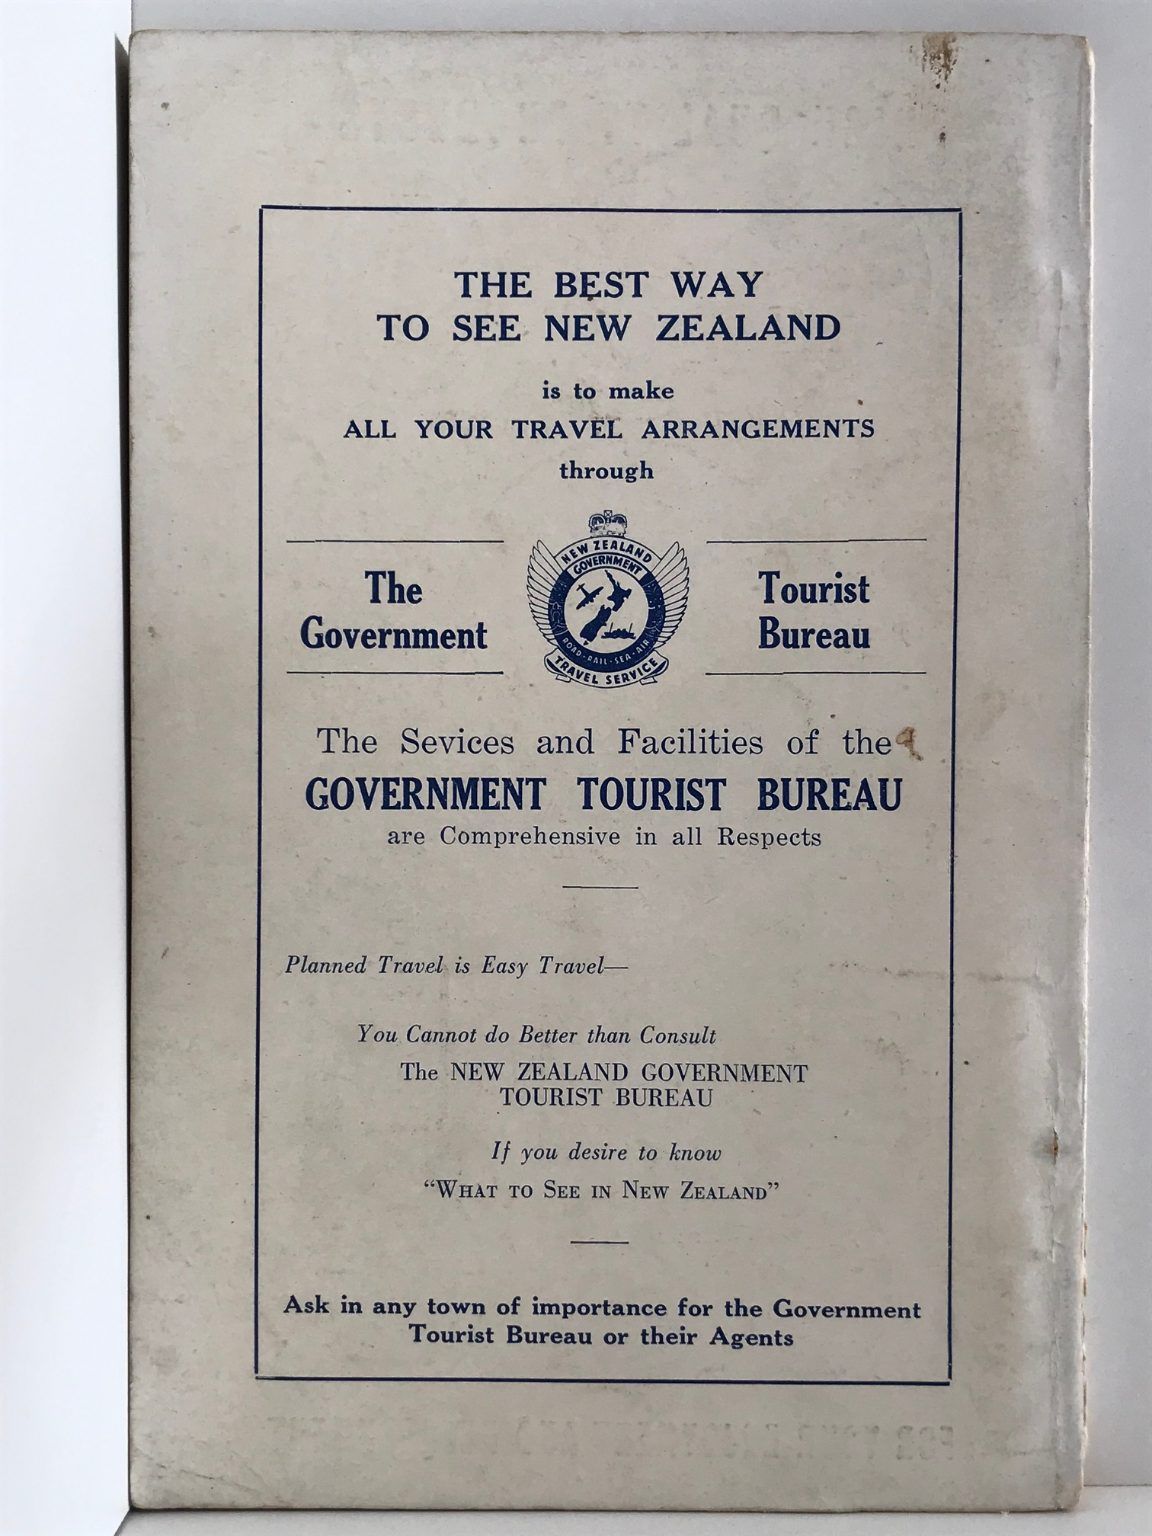 THE BEST WAY
TO SEE NEW ZEALAND
is to make
ALL YOUR TRAVEL ARRANGEMENTS
through
The
Government
NEW ZEALAND
GOVERNMENT
ROAD · RAIL · SEA · AIR
TRAVEL SERVICE
Tourist
Bureau
The Sevices and Facilities of the
GOVERNMENT TOURIST BUREAU
are Comprehensive in all Respects
Planned Travel is Easy Travel—
You Cannot do Better than Consult
The NEW ZEALAND GOVERNMENT
TOURIST BUREAU
If you desire to know
“WHAT TO SEE IN NEW ZEALAND”
Ask in any town of importance for the Government
Tourist Bureau or their Agents